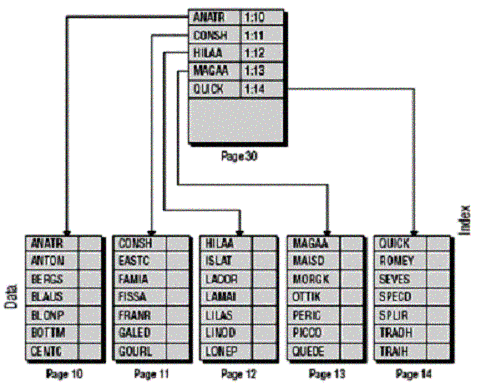 ANATR 1:10
CONSH 1:11
HILAA 1:12
MAGAA 1:13
QUICK 1:14
Page 30
Index
Data
ANATR
ANTON
BERGS
BLAUS
BLONP
BOTTM
CENTC
Page 10
CONSH
EASTC
FAMIA
FISSA
FRANR
GALED
GOURL
Page 11
HILAA
ISLAT
LACOR
LAMAI
LILAS
LINOD
LONEP
Page 12
MAGAA
MAISD
MORGK
OTTIK
PERIC
PICCO
QUEDE
Page 13
QUICK
ROMEY
SEVES
SPECD
SPLIR
TRADH
TRAIH
Page 14